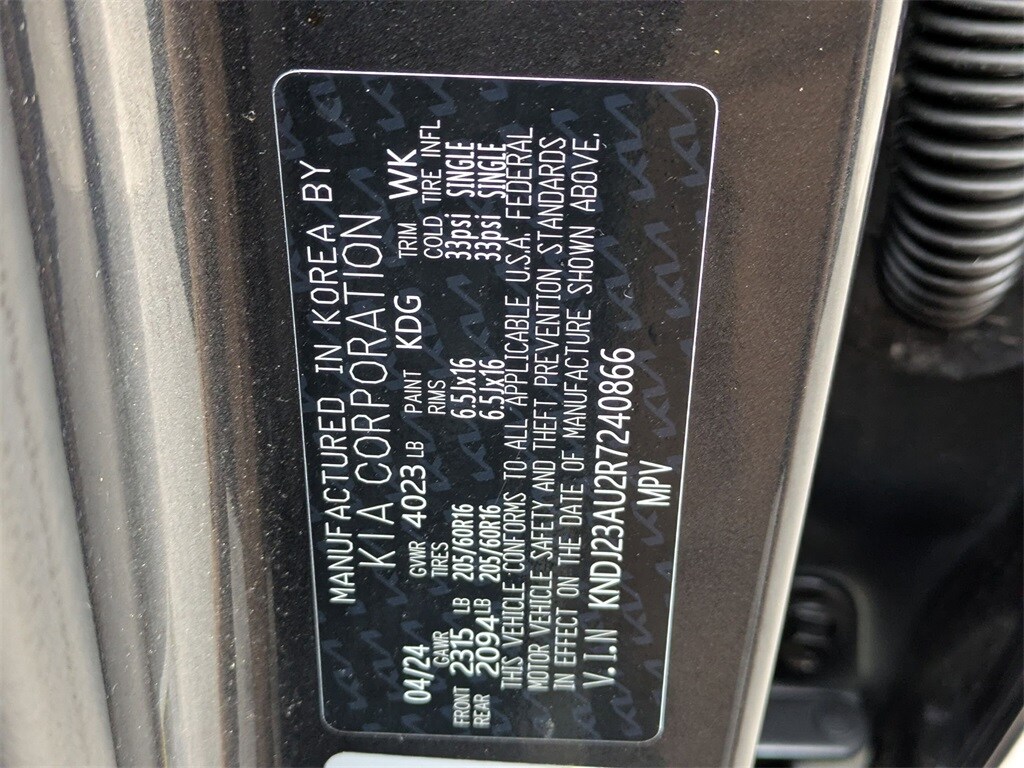 MANUFACTURED IN KOREA BY
KIA CORPORATION
04/24 GVWR 4023 LB PAINT KDG TRIM WK
GAWR TIRES RIMS COLD TIRE INFL
FRONT 2315 LB 205/60R16 6.5Jx16 33psi SINGLE
REAR 2094 LB 205/60R16 6.5Jx16 33psi SINGLE
THIS VEHICLE CONFORMS TO ALL APPLICABLE U.S.A. FEDERAL
MOTOR VEHICLE SAFETY AND THEFT PREVENTION STANDARDS
IN EFFECT ON THE DATE OF MANUFACTURE SHOWN ABOVE.
V.I.N KNDJ23AU2R7240866
MPV